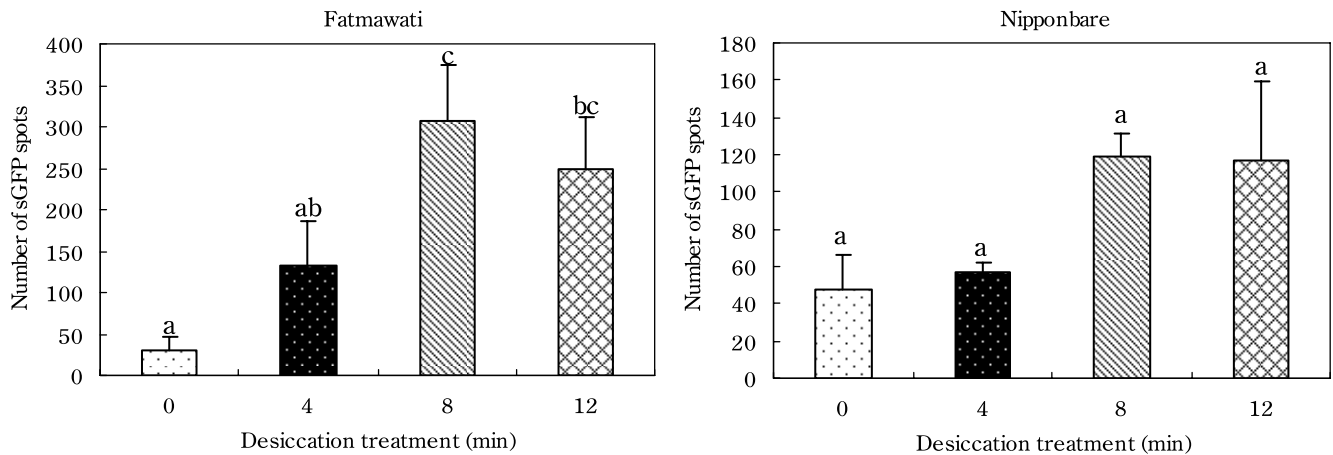 Fatmawati
Number of sGFP spots
400
350
300
250
200
150
100
50
0
a
ab
c
bc
0 4 8 12
Desiccation treatment (min)
Nipponbare
Number of sGFP spots
180
160
140
120
100
80
60
40
20
0
a
a
a
a
0 4 8 12
Desiccation treatment (min)